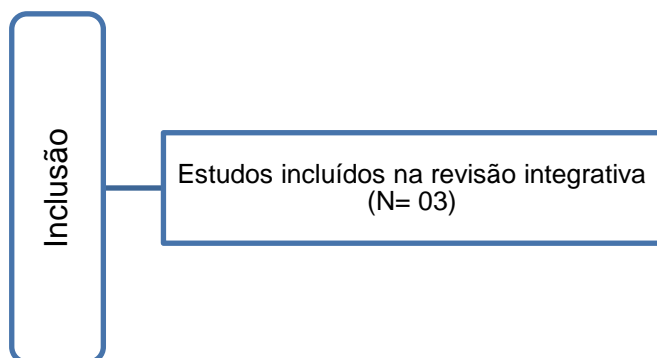 Inclusão
Estudos incluídos na revisão integrativa
(N= 03)